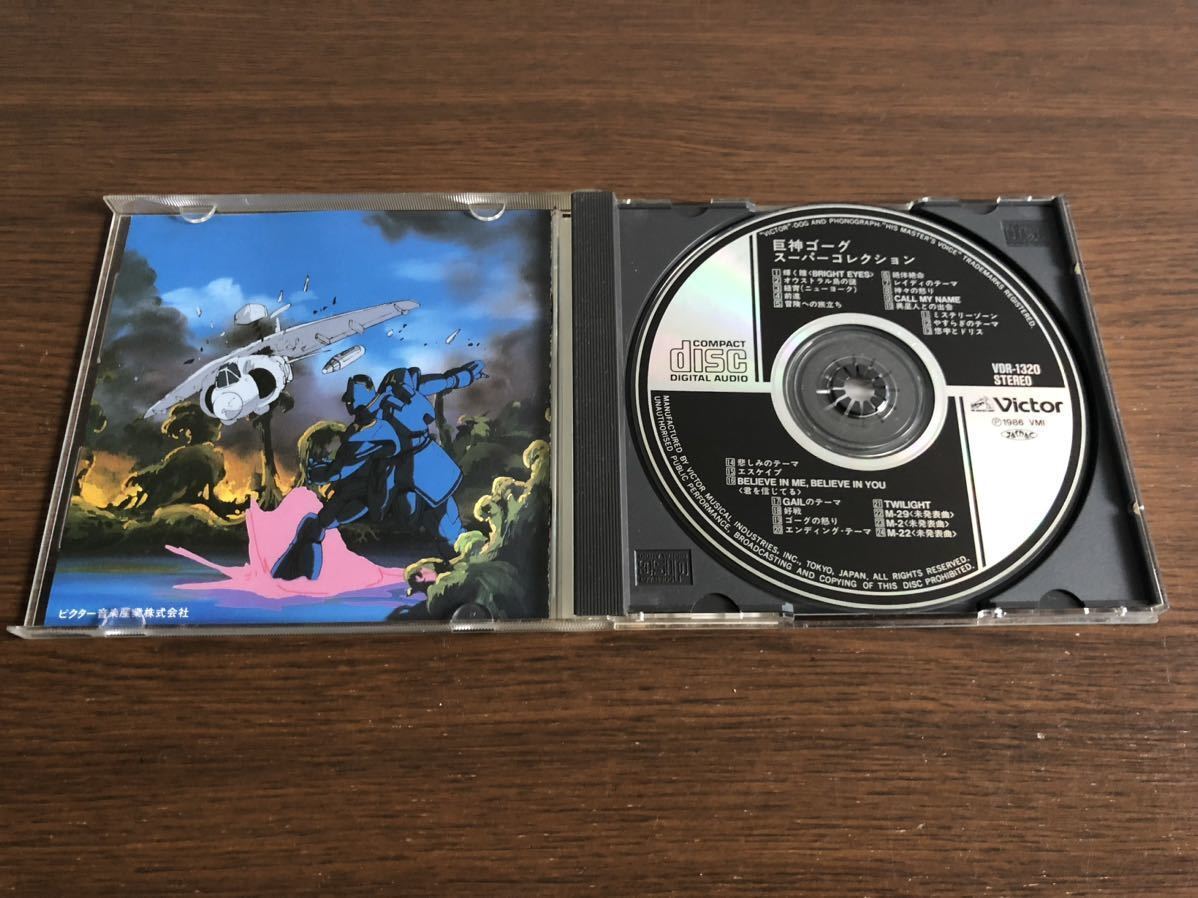 ビクター音楽産業株式会社
"VICTOR"·DOG AND PHONOGRAPH·"HIS MASTER'S VOICE" TRADEMARKS REGISTERED.
巨神ゴーグ
スーパーコレクション
1 輝く瞳〈BRIGHT EYES〉
2 オウストラル島の謎
3 紐育(ニューヨーク)
4 前進
5 冒険への旅立ち
6 絶体絶命
7 レイディのテーマ
8 神々の怒り
9 CALL MY NAME
10 異星人との出会
11 ミステリーゾーン
12 やすらぎのテーマ
13 悠宇とドリス
COMPACT
disc
DIGITAL AUDIO
VDR-1320
STEREO
Victor
Ⓟ1986 VMI
14 悲しみのテーマ
15 エスケイプ
16 BELIEVE IN ME, BELIEVE IN YOU
〈君を信じてる〉
17 GAILのテーマ
18 好戦
19 ゴーグの怒り
20 エンディング・テーマ
21 TWILIGHT
22 M-29〈未発表曲〉
23 M-2〈未発表曲〉
24 M-22〈未発表曲〉
MANUFACTURED BY VICTOR MUSICAL INDUSTRIES, INC., TOKYO, JAPAN, ALL RIGHTS RESERVED.
UNAUTHORISED PUBLIC PERFORMANCE, BROADCASTING AND COPYING OF THIS DISC PROHIBITED.